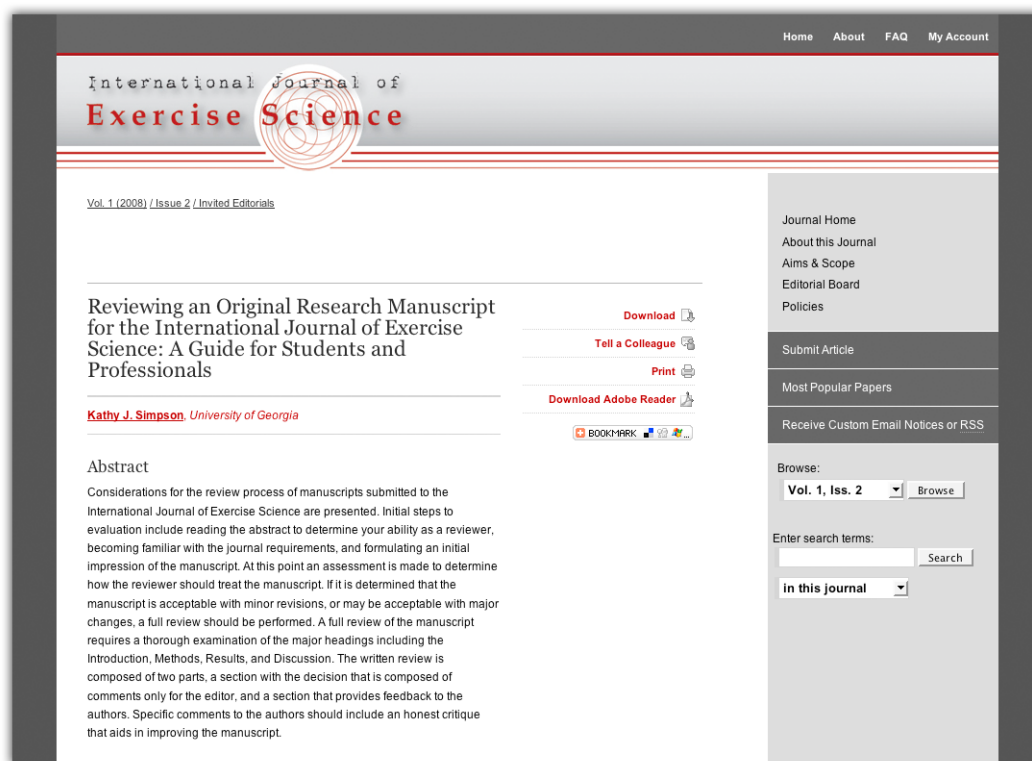 Home About FAQ My Account
International Journal of
Exercise Science
Vol. 1 (2008) / Issue 2 / Invited Editorials
Reviewing an Original Research Manuscript
for the International Journal of Exercise
Science: A Guide for Students and
Professionals
Kathy J. Simpson, University of Georgia
Download
Tell a Colleague
Print
Download Adobe Reader
BOOKMARK
Abstract
Considerations for the review process of manuscripts submitted to the
International Journal of Exercise Science are presented. Initial steps to
evaluation include reading the abstract to determine your ability as a reviewer,
becoming familiar with the journal requirements, and formulating an initial
impression of the manuscript. At this point an assessment is made to determine
how the reviewer should treat the manuscript. If it is determined that the
manuscript is acceptable with minor revisions, or may be acceptable with major
changes, a full review should be performed. A full review of the manuscript
requires a thorough examination of the major headings including the
Introduction, Methods, Results, and Discussion. The written review is
composed of two parts, a section with the decision that is composed of
comments only for the editor, and a section that provides feedback to the
authors. Specific comments to the authors should include an honest critique
that aids in improving the manuscript.
Journal Home
About this Journal
Aims & Scope
Editorial Board
Policies
Submit Article
Most Popular Papers
Receive Custom Email Notices or RSS
Browse:
Vol. 1, Iss. 2 Browse
Enter search terms:
Search
in this journal